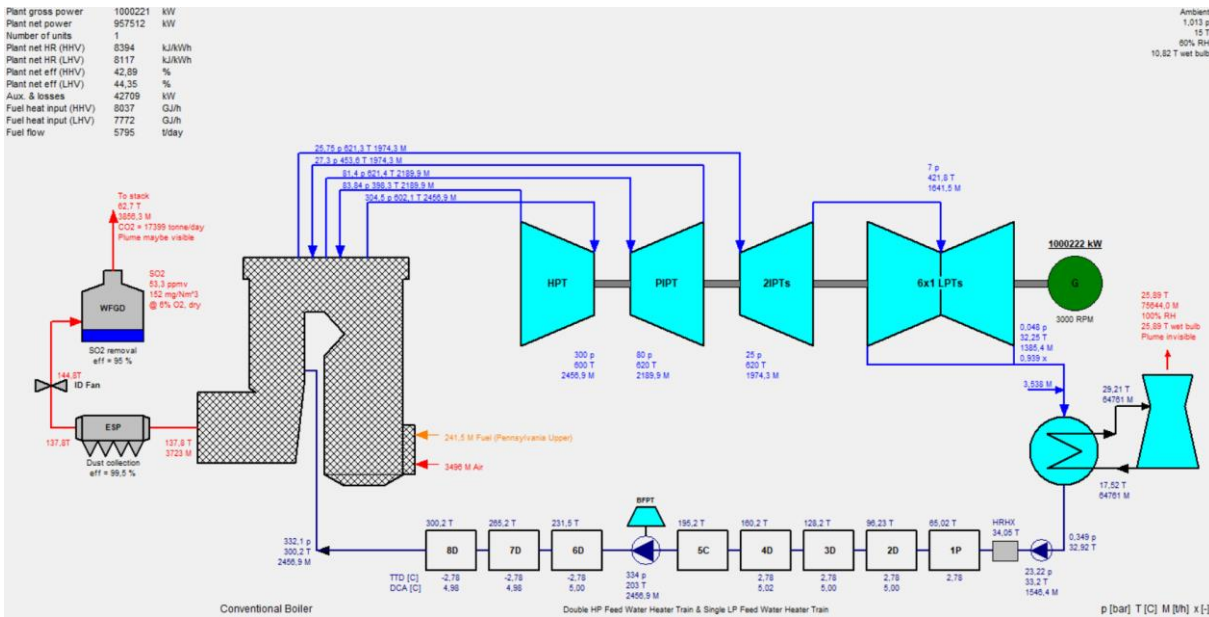 Plant gross power 1000221 kW
Plant net power 957512 kW
Number of units 1
Plant net HR (HHV) 8394 kJ/kWh
Plant net HR (LHV) 8117 kJ/kWh
Plant net eff (HHV) 42,89 %
Plant net eff (LHV) 44,35 %
Aux. & losses 42709 kW
Fuel heat input (HHV) 8037 GJ/h
Fuel heat input (LHV) 7772 GJ/h
Fuel flow 5795 t/day
Ambient
1,013 p
15 T
60% RH
10,82 T wet bulb
25,75 p 621,3 T 1974,3 M
27,3 p 453,6 T 1974,3 M
81,4 p 621,4 T 2189,9 M
83,84 p 398,3 T 2189,9 M
304,5 p 602,1 T 2456,9 M
7 p
421,8 T
1641,5 M
To stack
62,7 T
3856,3 M
CO2 = 17399 tonne/day
Plume maybe visible
SO2
53,3 ppmv
152 mg/Nm^3
@ 6% O2, dry
WFGD
SO2 removal
eff = 95 %
144,8T
ID Fan
ESP
137,8T
Dust collection
eff = 99,5 %
137,8 T
3723 M
HPT
PIPT
2IPTs
6x1 LPTs
1000222 kW
G
3000 RPM
300 p
600 T
2456,9 M
80 p
620 T
2189,9 M
25 p
620 T
1974,3 M
0,048 p
32,25 T
1385,4 M
0,939 x
3,538 M
25,89 T
75644,0 M
100% RH
25,89 T wet bulb
Plume invisible
29,21 T
64761 M
17,52 T
64761 M
241,5 M Fuel (Pennsylvania Upper)
3496 M Air
BFPT
300,2 T
265,2 T
231,5 T
195,2 T
160,2 T
128,2 T
96,23 T
65,02 T
HRHX
34,05 T
0,349 p
32,92 T
332,1 p
300,2 T
2456,9 M
8D
7D
6D
5C
4D
3D
2D
1P
TTD [C] -2,78 -2,78 -2,78 2,78 2,78 2,78 2,78
DCA [C] 4,98 4,98 5,00 5,02 5,00 5,00
334 p
203 T
2456,9 M
23,22 p
33,2 T
1546,4 M
Conventional Boiler
Double HP Feed Water Heater Train & Single LP Feed Water Heater Train
p [bar] T [C] M [t/h] x [-]